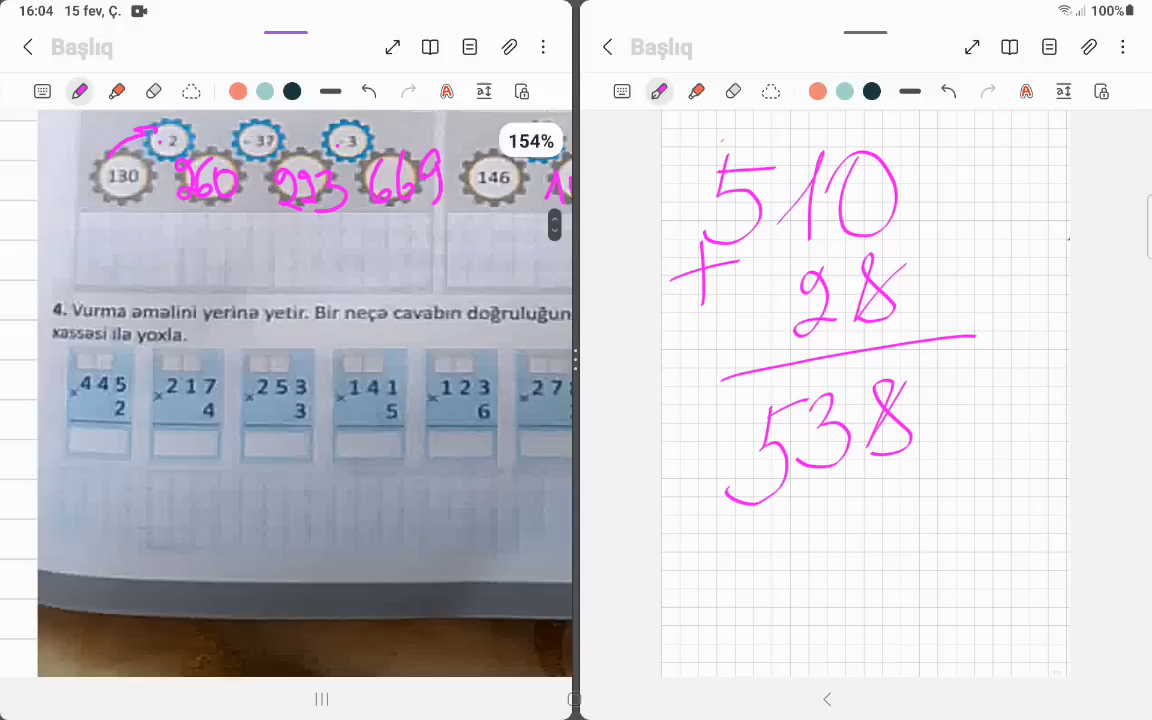 16:04 15 fev, Ç. 100%
Başlıq
Başlıq
154%
· 2 - 37 · 3
130 260 223 669 146
4. Vurma əməlini yerinə yetir. Bir neçə cavabın doğruluğun
xassəsi ilə yoxla.
× 445 × 217 × 253 × 141 × 123 × 27
2 4 3 5 6
510
+ 28
538